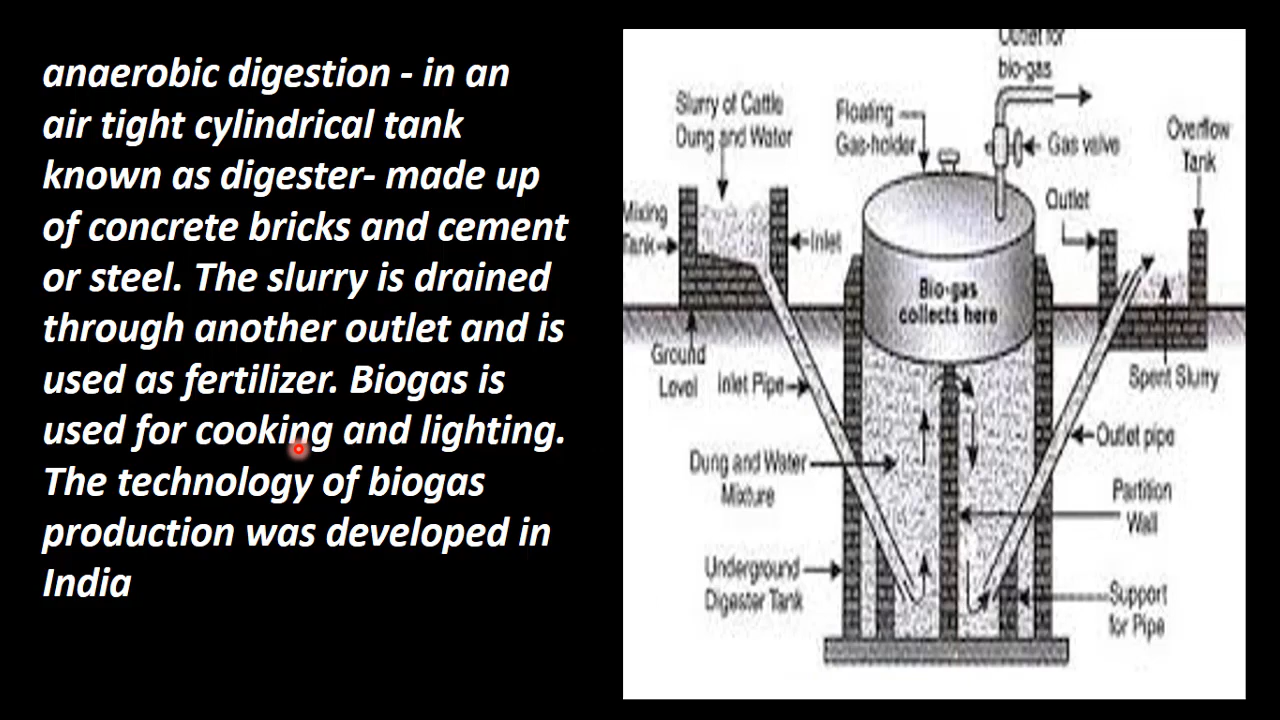 anaerobic digestion - in an
air tight cylindrical tank
known as digester- made up
of concrete bricks and cement
or steel. The slurry is drained
through another outlet and is
used as fertilizer. Biogas is
used for cooking and lighting.
The technology of biogas
production was developed in
India
Outlet for
bio-gas
Slurry of Cattle
Dung and Water
Floating
Gas-holder
Gas valve
Overflow
Tank
Outlet
Mixing
Tank
Inlet
Bio-gas
collects here
Ground
Level
Inlet Pipe
Spent Slurry
Outlet pipe
Dung and Water
Mixture
Partition
Wall
Underground
Digester Tank
Support
for Pipe